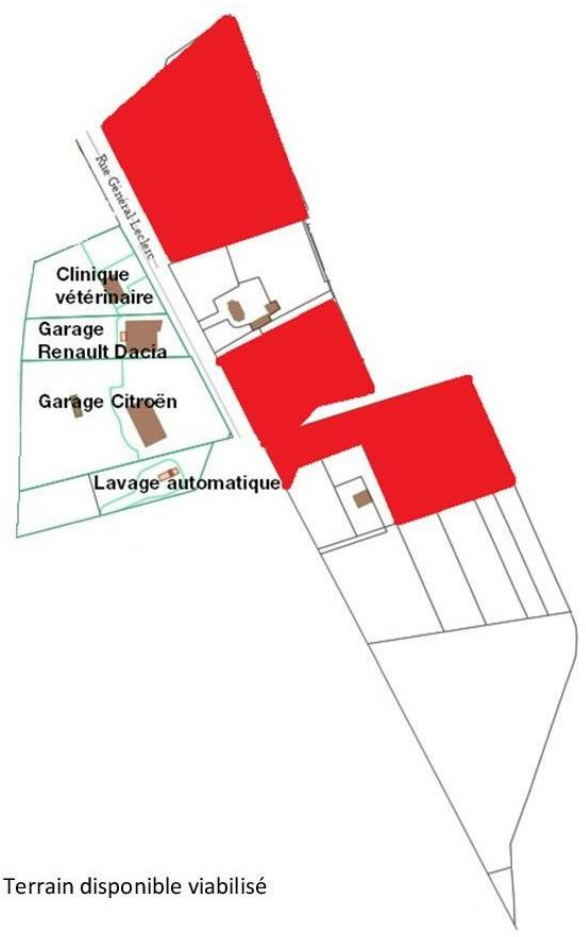 Rue Général Leclerc
Clinique
vétérinaire
Garage
Renault Dacia
Garage Citroën
Lavage automatique
Terrain disponible viabilisé